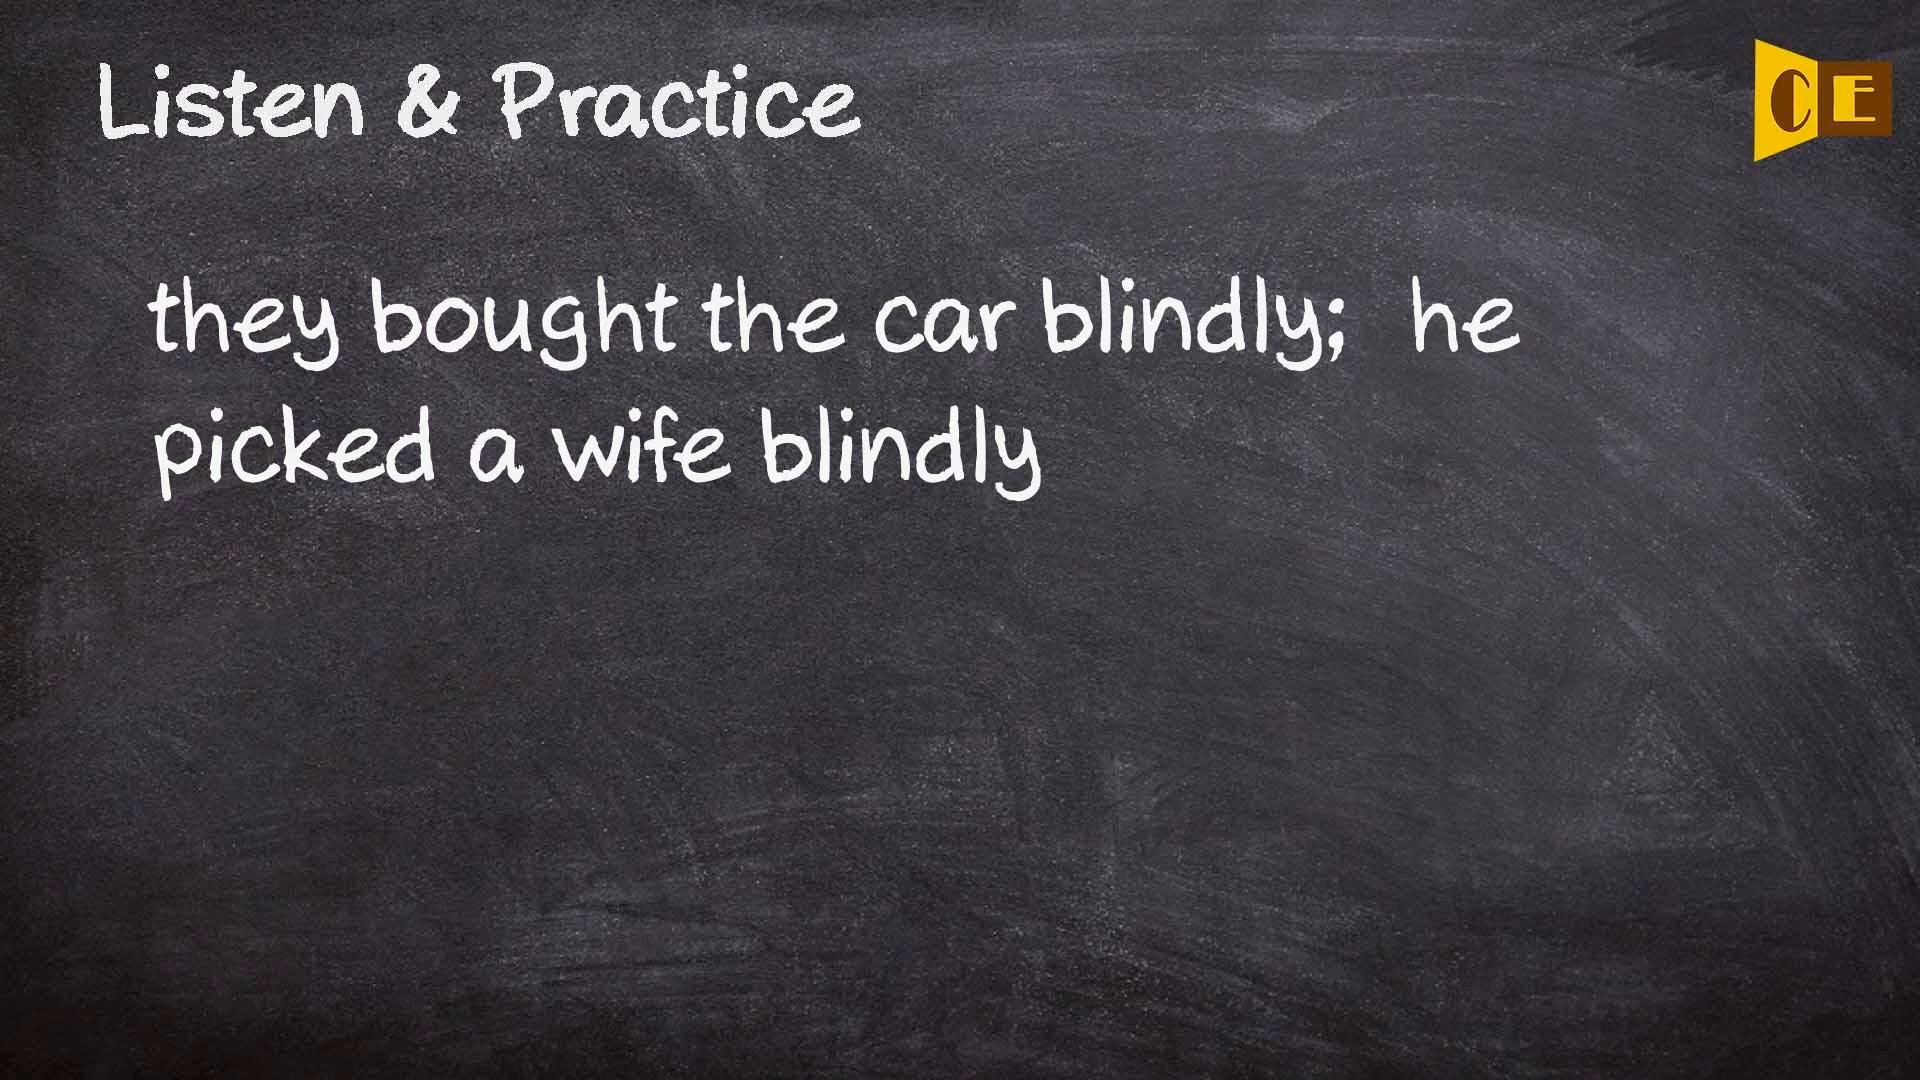 Listen & Practice
CE
they bought the car blindly;  he
picked a wife blindly